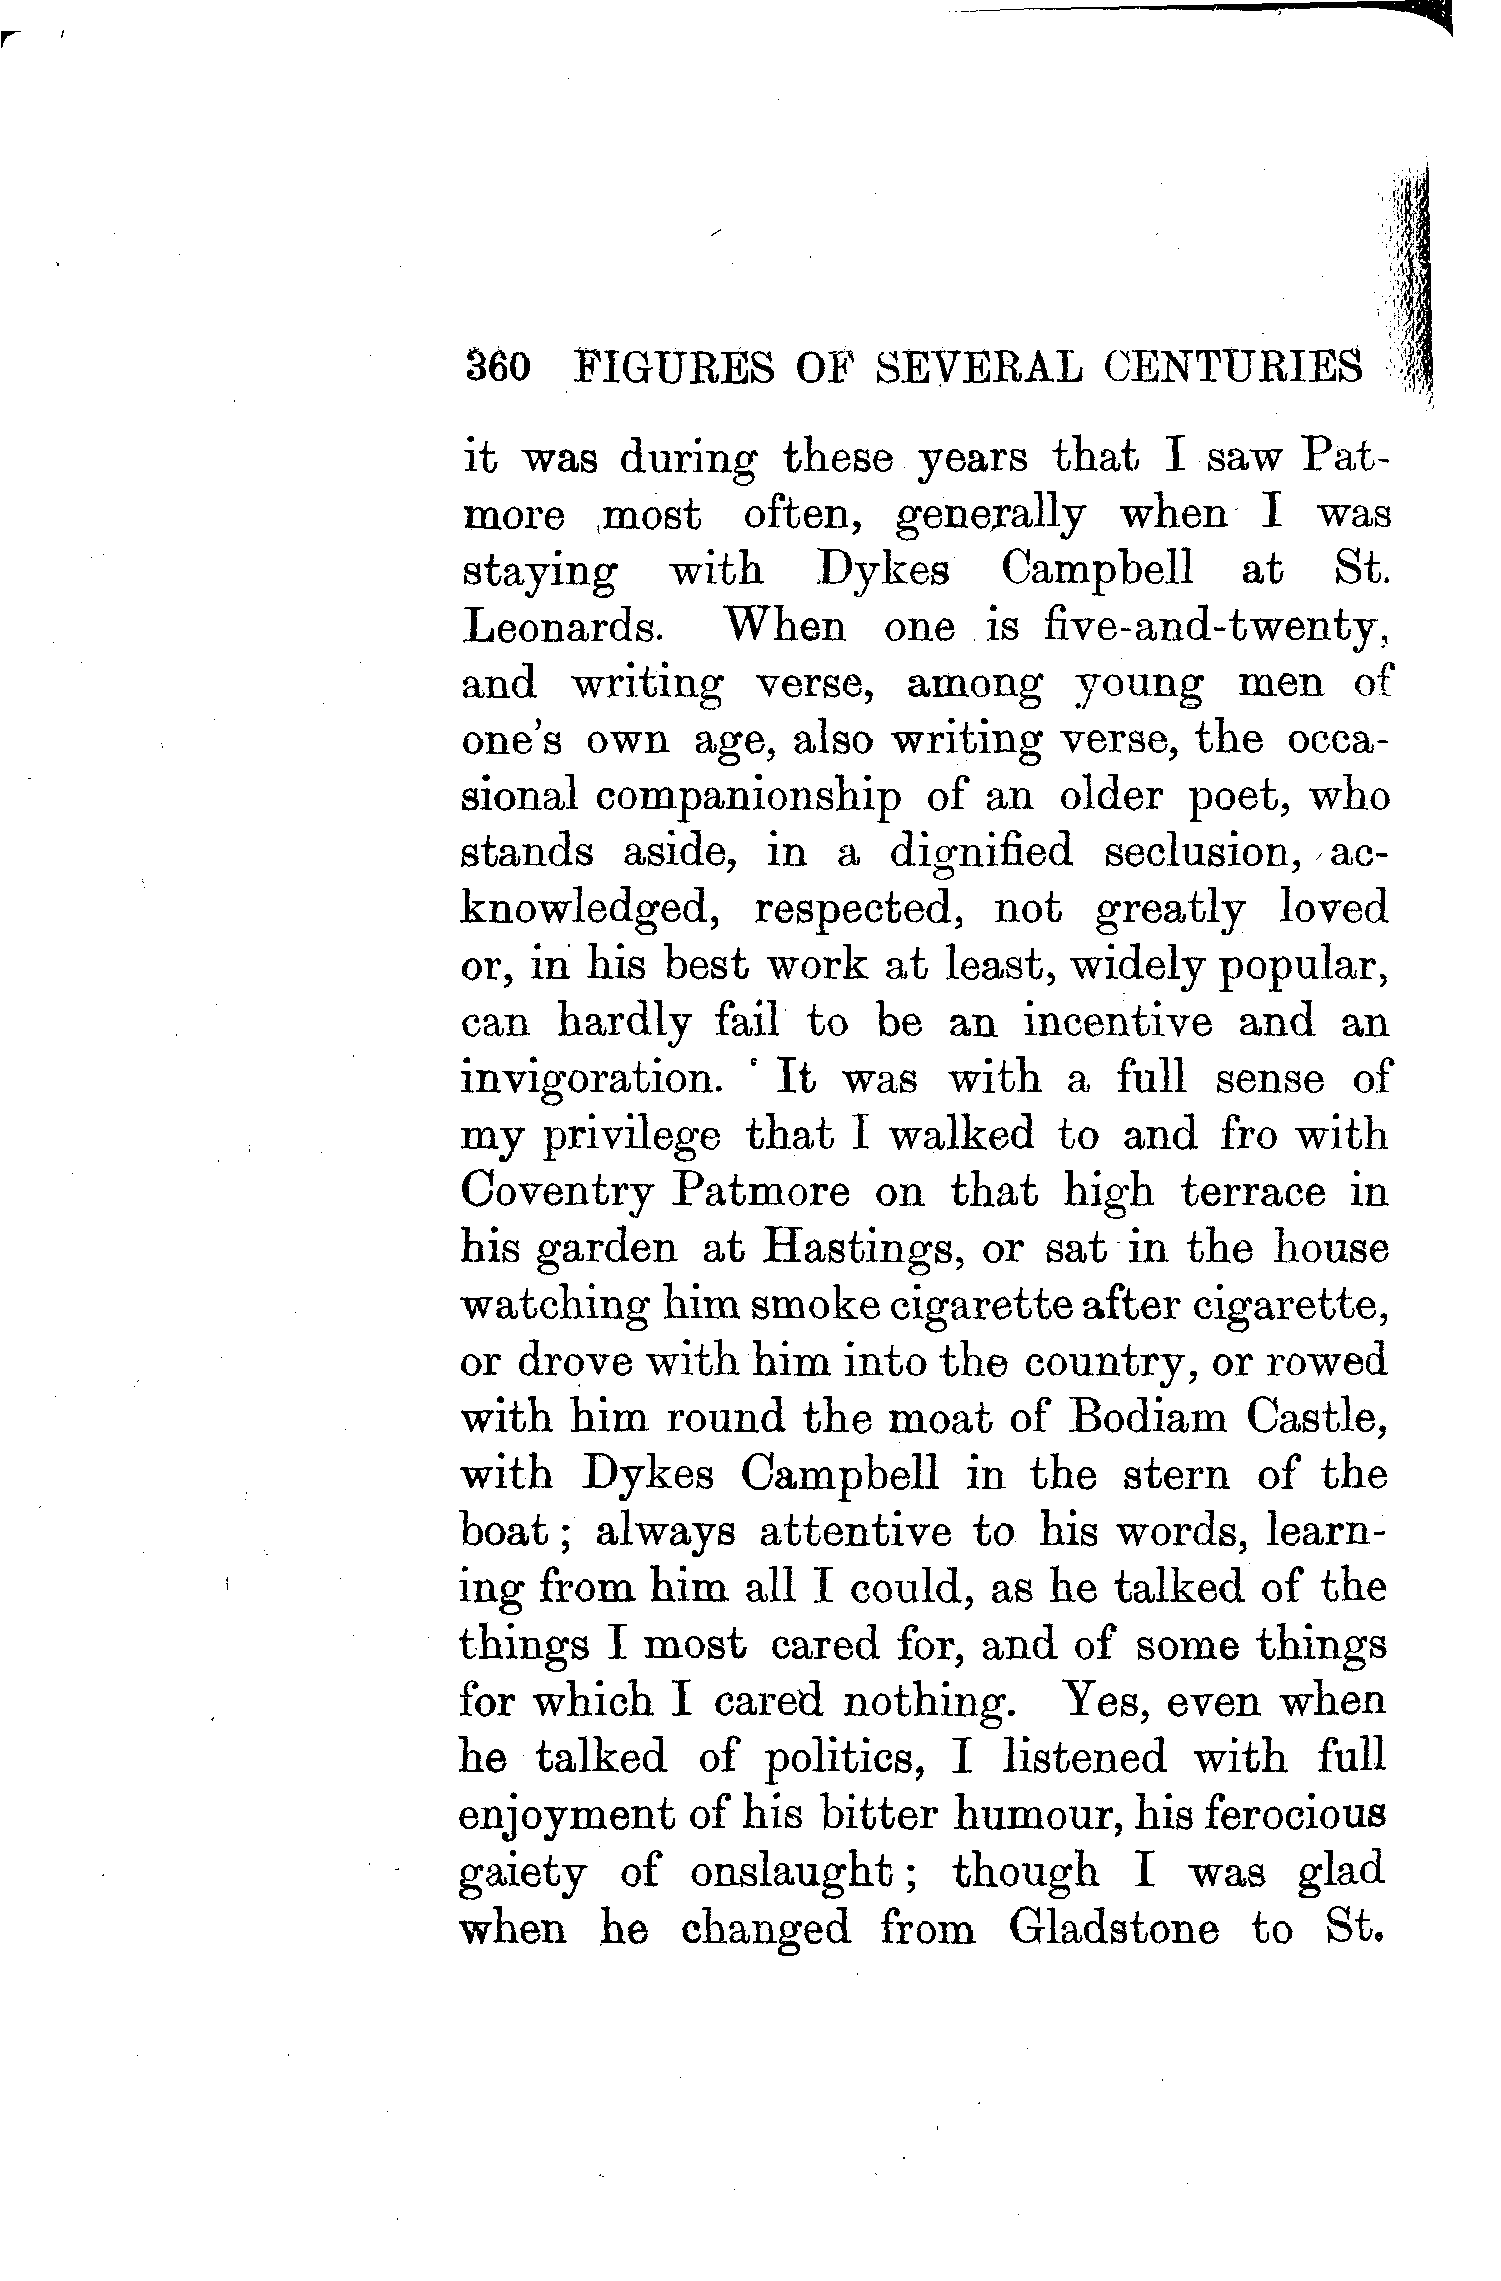 360 FIGURES OF SEVERAL CENTURIES
it was during these years that I saw Pat-
more most often, generally when I was
staying with Dykes Campbell at St.
Leonards. When one is five-and-twenty,
and writing verse, among young men of
one's own age, also writing verse, the occa-
sional companionship of an older poet, who
stands aside, in a dignified seclusion, ac-
knowledged, respected, not greatly loved
or, in his best work at least, widely popular,
can hardly fail to be an incentive and an
invigoration. It was with a full sense of
my privilege that I walked to and fro with
Coventry Patmore on that high terrace in
his garden at Hastings, or sat in the house
watching him smoke cigarette after cigarette,
or drove with him into the country, or rowed
with him round the moat of Bodiam Castle,
with Dykes Campbell in the stern of the
boat ; always attentive to his words, learn-
ing from him all I could, as he talked of the
things I most cared for, and of some things
for which I cared nothing. Yes, even when
he talked of politics, I listened with full
enjoyment of his bitter humour, his ferocious
gaiety of onslaught ; though I was glad
when he changed from Gladstone to St.